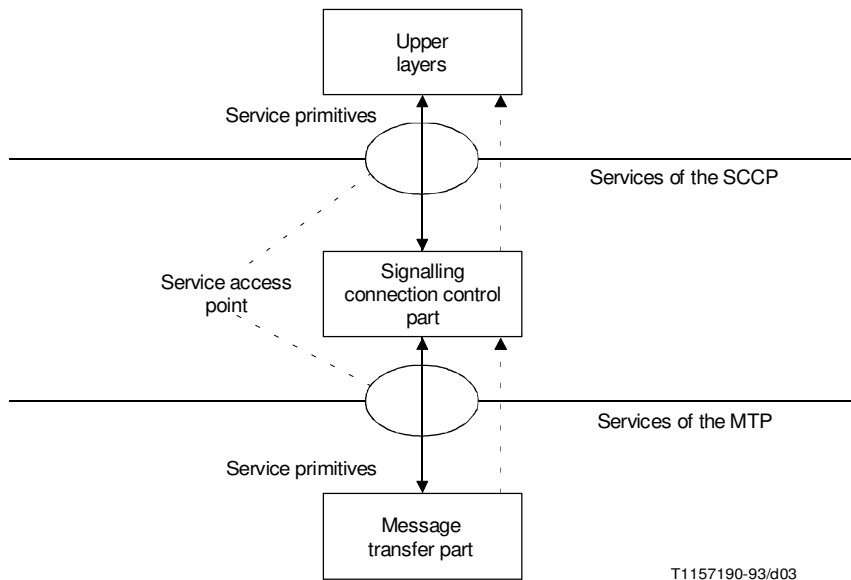 Upper
layers
Service primitives
Services of the SCCP
Service access
point
Signalling
connection control
part
Services of the MTP
Service primitives
Message
transfer part
T1157190-93/d03